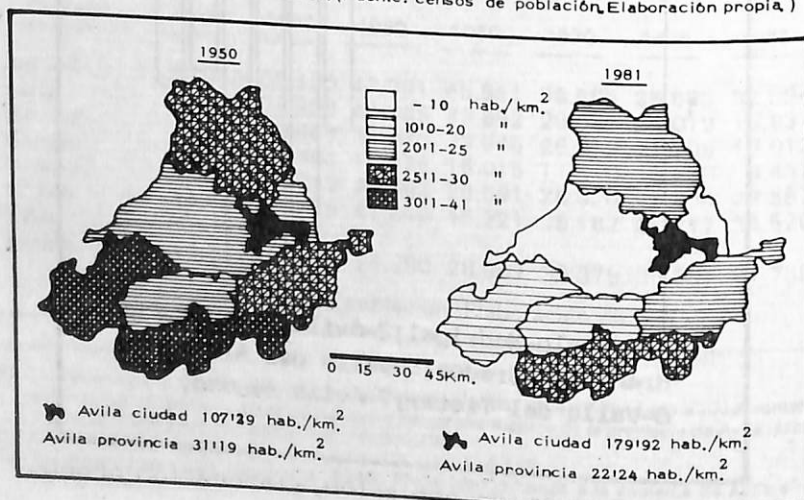 Censos de población, Elaboración propia, )
1950
1981
- 10 hab./km.2
10'0-20 "
20'1-25 "
25'1-30 "
30'1-41 "
0 15 30 45Km.
Avila ciudad 107'29 hab./km.2
Avila provincia 31'19 hab./km.2
Avila ciudad 179'92 hab./km.2
Avila provincia 22'24 hab./km.2